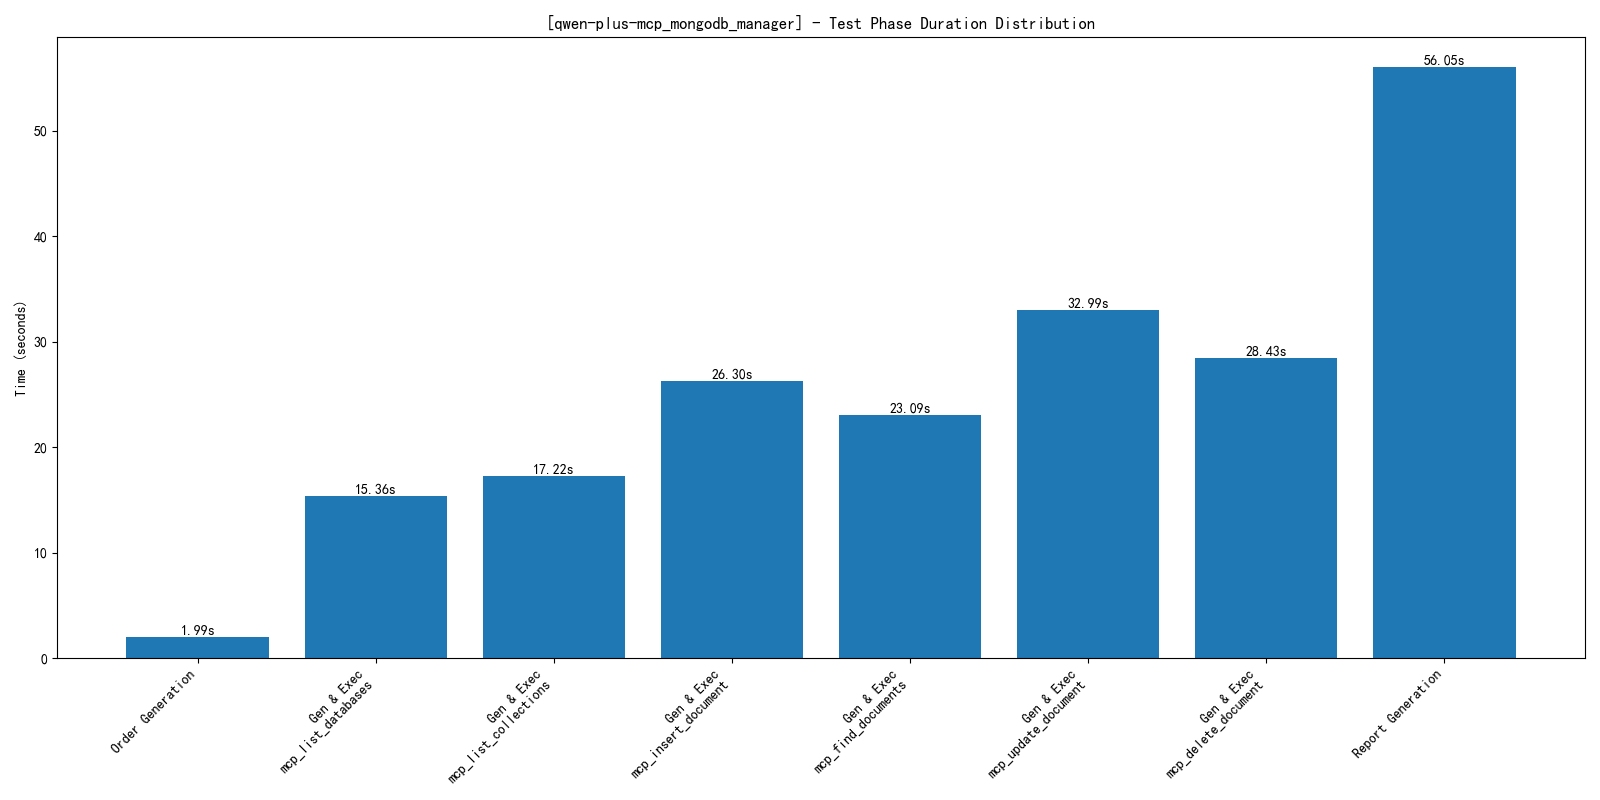 [qwen-plus-mcp_mongodb_manager] - Test Phase Duration Distribution
Time (seconds)
50
40
30
20
10
0
1.99s
15.36s
17.22s
26.30s
23.09s
32.99s
28.43s
56.05s
Order Generation
Gen & Exec
mcp_list_databases
Gen & Exec
mcp_list_collections
Gen & Exec
mcp_insert_document
Gen & Exec
mcp_find_documents
Gen & Exec
mcp_update_document
Gen & Exec
mcp_delete_document
Report Generation